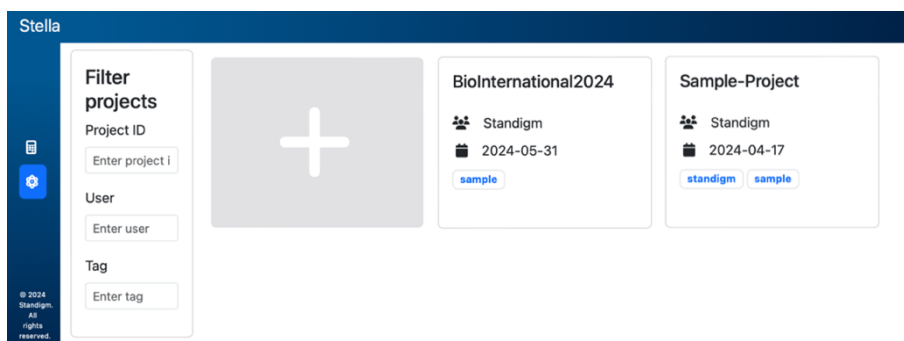 Stella
Filter
projects
Project ID
Enter project i
User
Enter user
Tag
Enter tag
BioInternational2024
Standigm
2024-05-31
sample
Sample-Project
Standigm
2024-04-17
standigm sample
© 2024
Standigm.
All
rights
reserved.